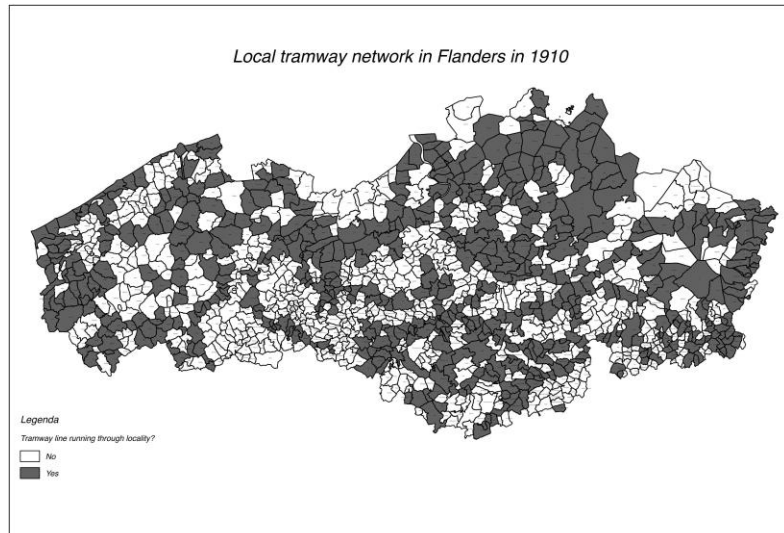 Local tramway network in Flanders in 1910
Legenda
Tramway line running through locality?
No
Yes